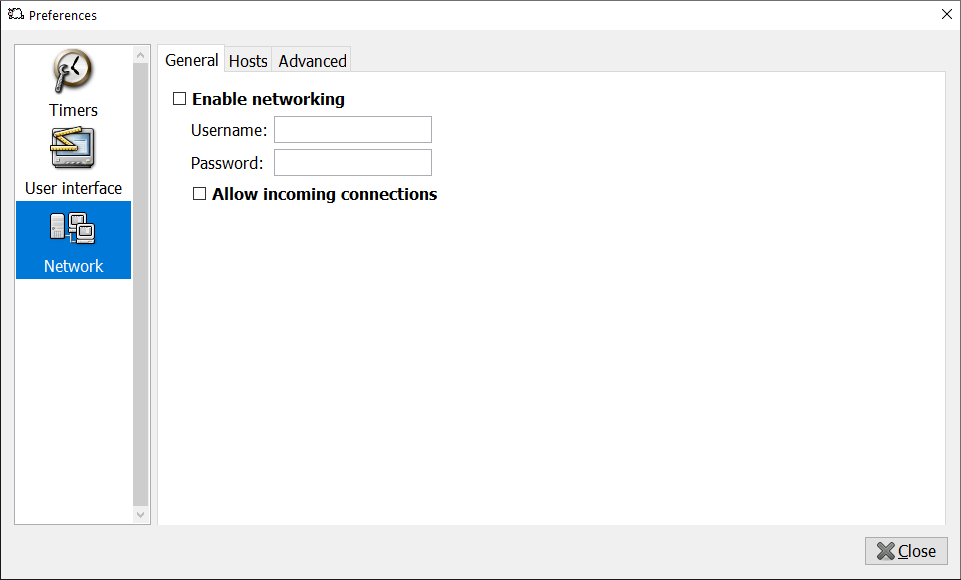 Preferences
Timers
User interface
Network
General Hosts Advanced
Enable networking
Username:
Password:
Allow incoming connections
Close